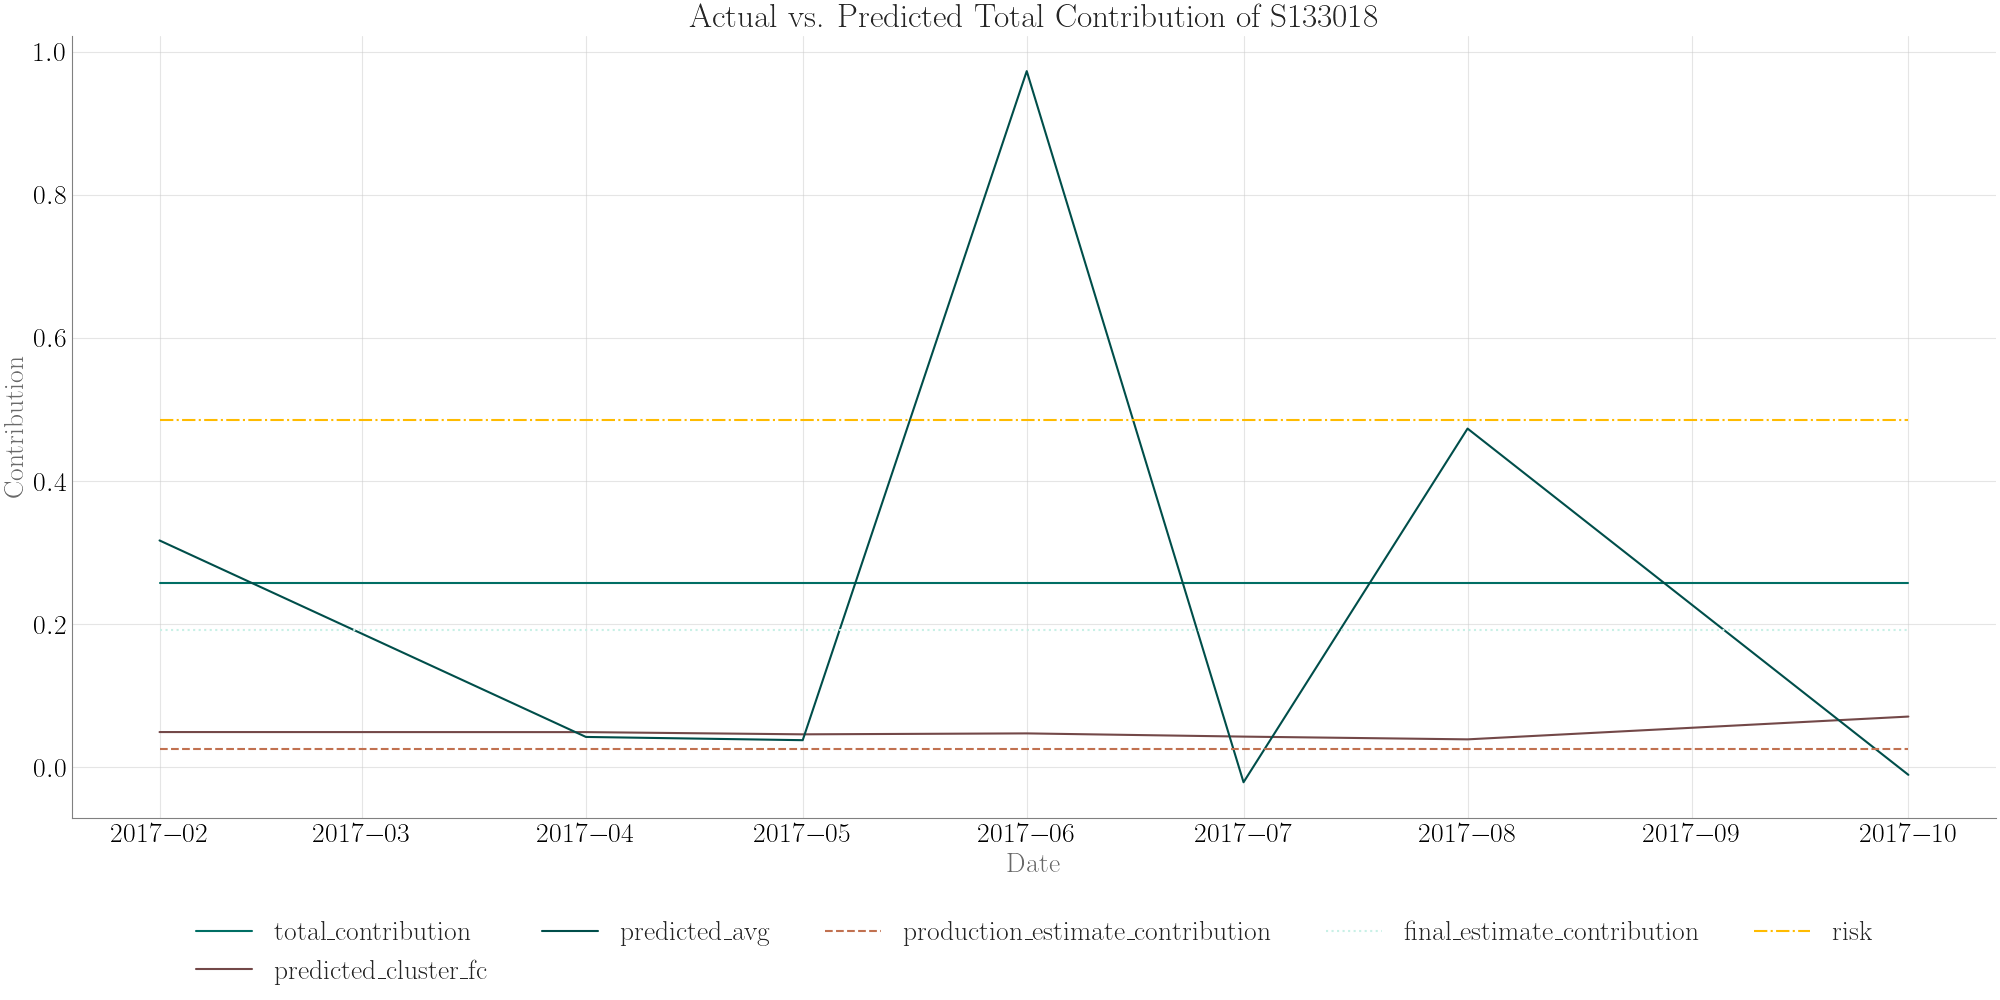 Actual vs. Predicted Total Contribution of S133018
1.0
0.8
0.6
0.4
0.2
0.0
Contribution
2017–02 2017–03 2017–04 2017–05 2017–06 2017–07 2017–08 2017–09 2017–10
Date
total_contribution predicted_avg production_estimate_contribution final_estimate_contribution risk
predicted_cluster_fc